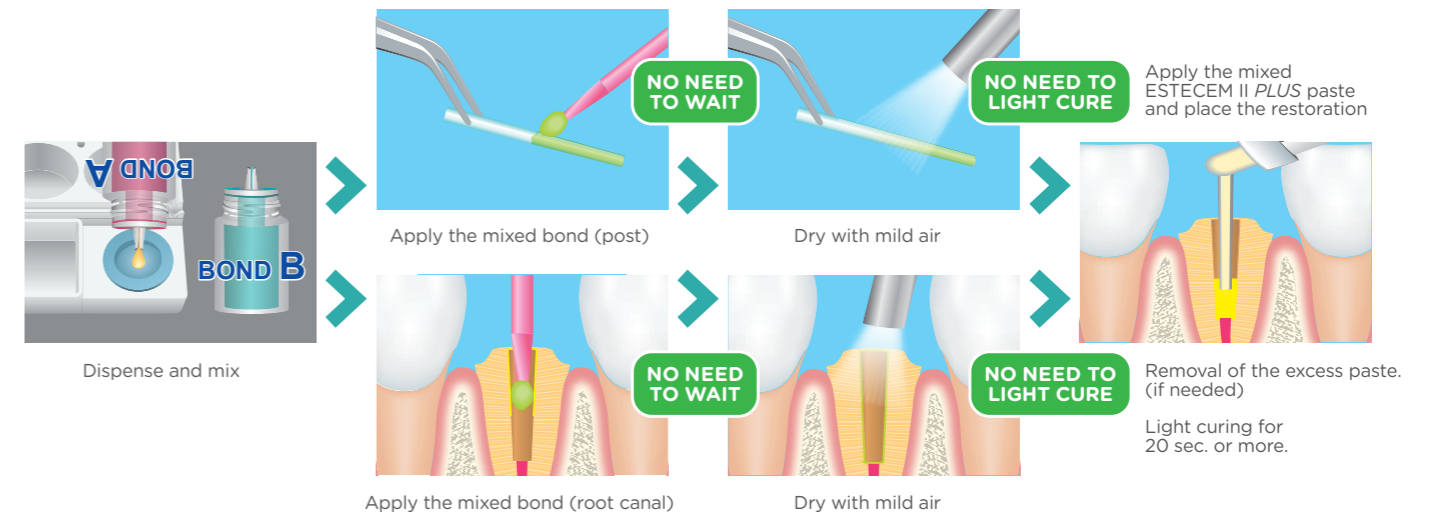 BOND A
BOND B
Dispense and mix
NO NEED
TO WAIT
NO NEED TO
LIGHT CURE
Apply the mixed bond (post)
Dry with mild air
Apply the mixed
ESTECEM II PLUS paste
and place the restoration
NO NEED
TO WAIT
NO NEED TO
LIGHT CURE
Apply the mixed bond (root canal)
Dry with mild air
Removal of the excess paste.
(if needed)
Light curing for
20 sec. or more.